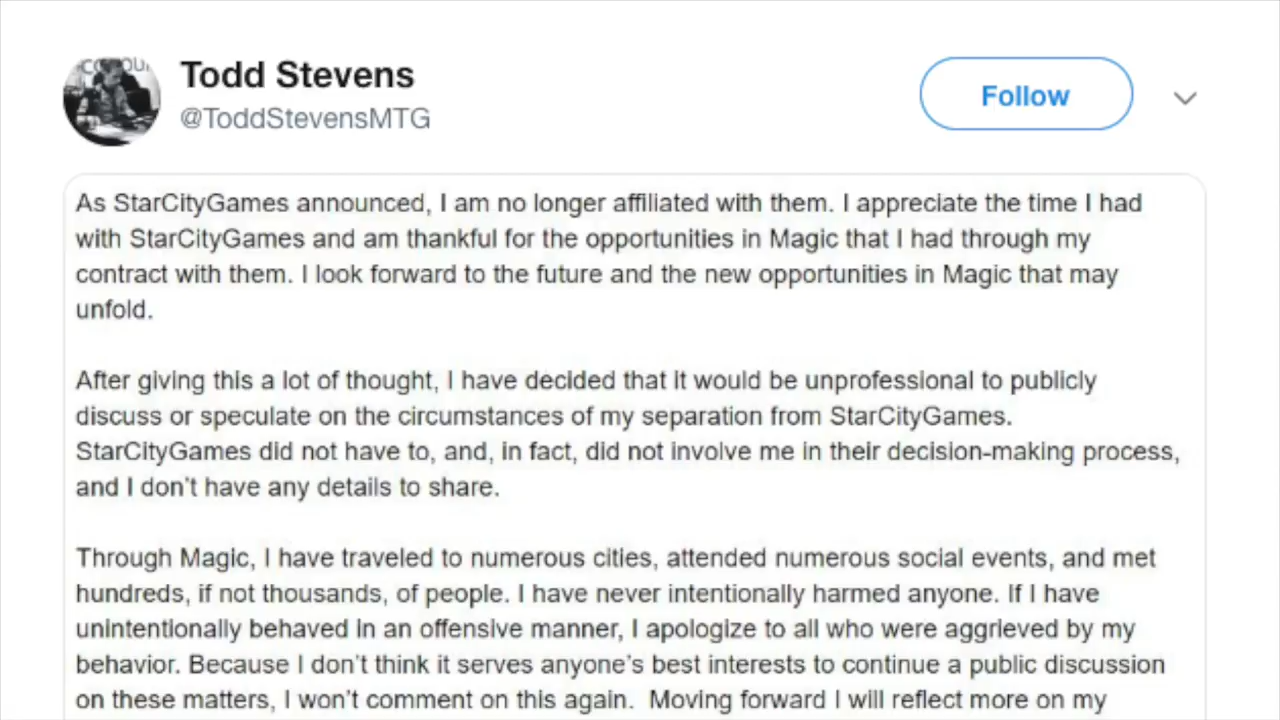 Todd Stevens
@ToddStevensMTG
Follow
As StarCityGames announced, I am no longer affiliated with them. I appreciate the time I had
with StarCityGames and am thankful for the opportunities in Magic that I had through my
contract with them. I look forward to the future and the new opportunities in Magic that may
unfold.
After giving this a lot of thought, I have decided that it would be unprofessional to publicly
discuss or speculate on the circumstances of my separation from StarCityGames.
StarCityGames did not have to, and, in fact, did not involve me in their decision-making process,
and I don't have any details to share.
Through Magic, I have traveled to numerous cities, attended numerous social events, and met
hundreds, if not thousands, of people. I have never intentionally harmed anyone. If I have
unintentionally behaved in an offensive manner, I apologize to all who were aggrieved by my
behavior. Because I don't think it serves anyone's best interests to continue a public discussion
on these matters, I won't comment on this again.  Moving forward I will reflect more on my